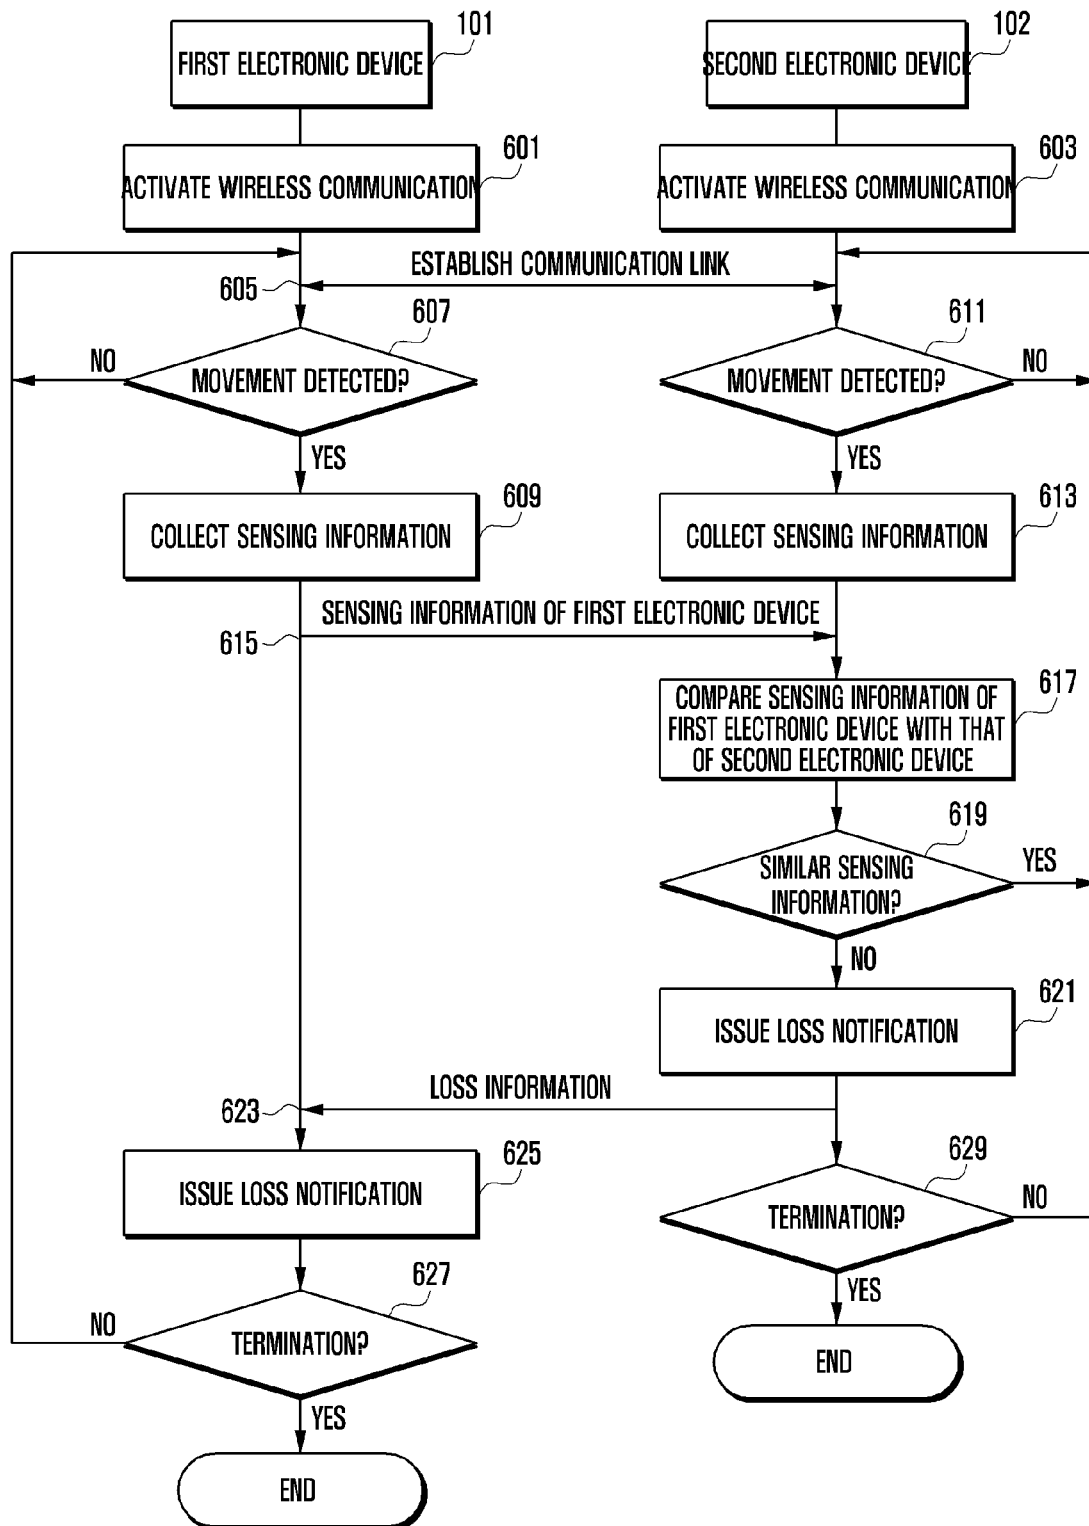 101
102
FIRST ELECTRONIC DEVICE
SECOND ELECTRONIC DEVICE
601
603
ACTIVATE WIRELESS COMMUNICATION
ACTIVATE WIRELESS COMMUNICATION
ESTABLISH COMMUNICATION LINK
605
607
611
NO
MOVEMENT DETECTED?
MOVEMENT DETECTED?
NO
YES
YES
609
613
COLLECT SENSING INFORMATION
COLLECT SENSING INFORMATION
SENSING INFORMATION OF FIRST ELECTRONIC DEVICE
615
617
COMPARE SENSING INFORMATION OF
FIRST ELECTRONIC DEVICE WITH THAT
OF SECOND ELECTRONIC DEVICE
619
SIMILAR SENSING
INFORMATION?
YES
NO
621
ISSUE LOSS NOTIFICATION
LOSS INFORMATION
623
625
629
ISSUE LOSS NOTIFICATION
TERMINATION?
NO
627
YES
NO
TERMINATION?
END
YES
END